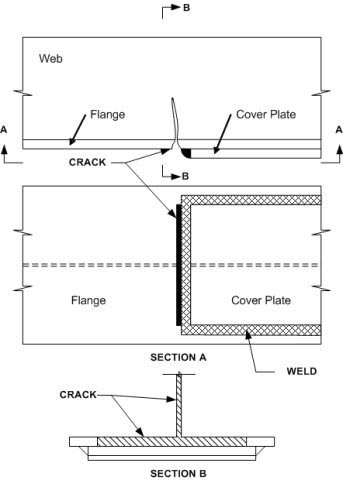 B
Web
Flange
Cover Plate
A
A
CRACK
B
Flange
Cover Plate
SECTION A
WELD
CRACK
SECTION B